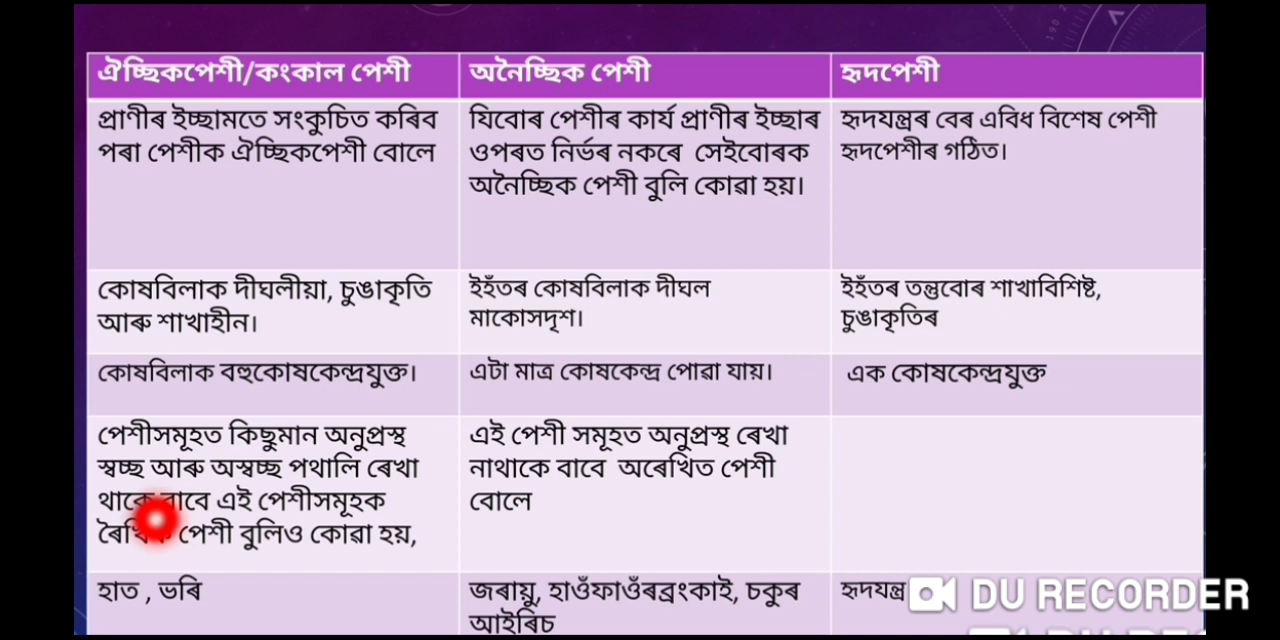 ঐচ্ছিকপেশী/কংকাল পেশী
অনৈচ্ছিক পেশী
হৃদপেশী
প্ৰাণীৰ ইচ্ছামতে সংকুচিত কৰিব
পৰা পেশীক ঐচ্ছিকপেশী বোলে
যিবোৰ পেশীৰ কাৰ্য প্ৰাণীৰ ইচ্ছাৰ
ওপৰত নিৰ্ভৰ নকৰে সেইবোৰক
অনৈচ্ছিক পেশী বুলি কোৱা হয়।
হৃদযন্ত্ৰৰ বেৰ এবিধ বিশেষ পেশী
হৃদপেশীৰ গঠিত।
কোষবিলাক দীঘলীয়া, চুঙাকৃতি
আৰু শাখাহীন।
ইহঁতৰ কোষবিলাক দীঘল
মাকোসদৃশ।
ইহঁতৰ তন্তুবোৰ শাখাবিশিষ্ট,
চুঙাকৃতিৰ
কোষবিলাক বহুকোষকেন্দ্ৰযুক্ত।
এটা মাত্ৰ কোষকেন্দ্ৰ পোৱা যায়।
এক কোষকেন্দ্ৰযুক্ত
পেশীসমূহত কিছুমান অনুপ্ৰস্থ
স্বচ্ছ আৰু অস্বচ্ছ পথালি ৰেখা
থাকে বাবে এই পেশীসমূহক
ৰৈখিক পেশী বুলিও কোৱা হয়,
এই পেশী সমূহত অনুপ্ৰস্থ ৰেখা
নাথাকে বাবে অৰেখিত পেশী
বোলে
হাত , ভৰি
জৰায়ু, হাওঁফাওঁৰব্ৰংকাই, চকুৰ
আইৰিচ
হৃদযন্ত্ৰ
DU RECORDER